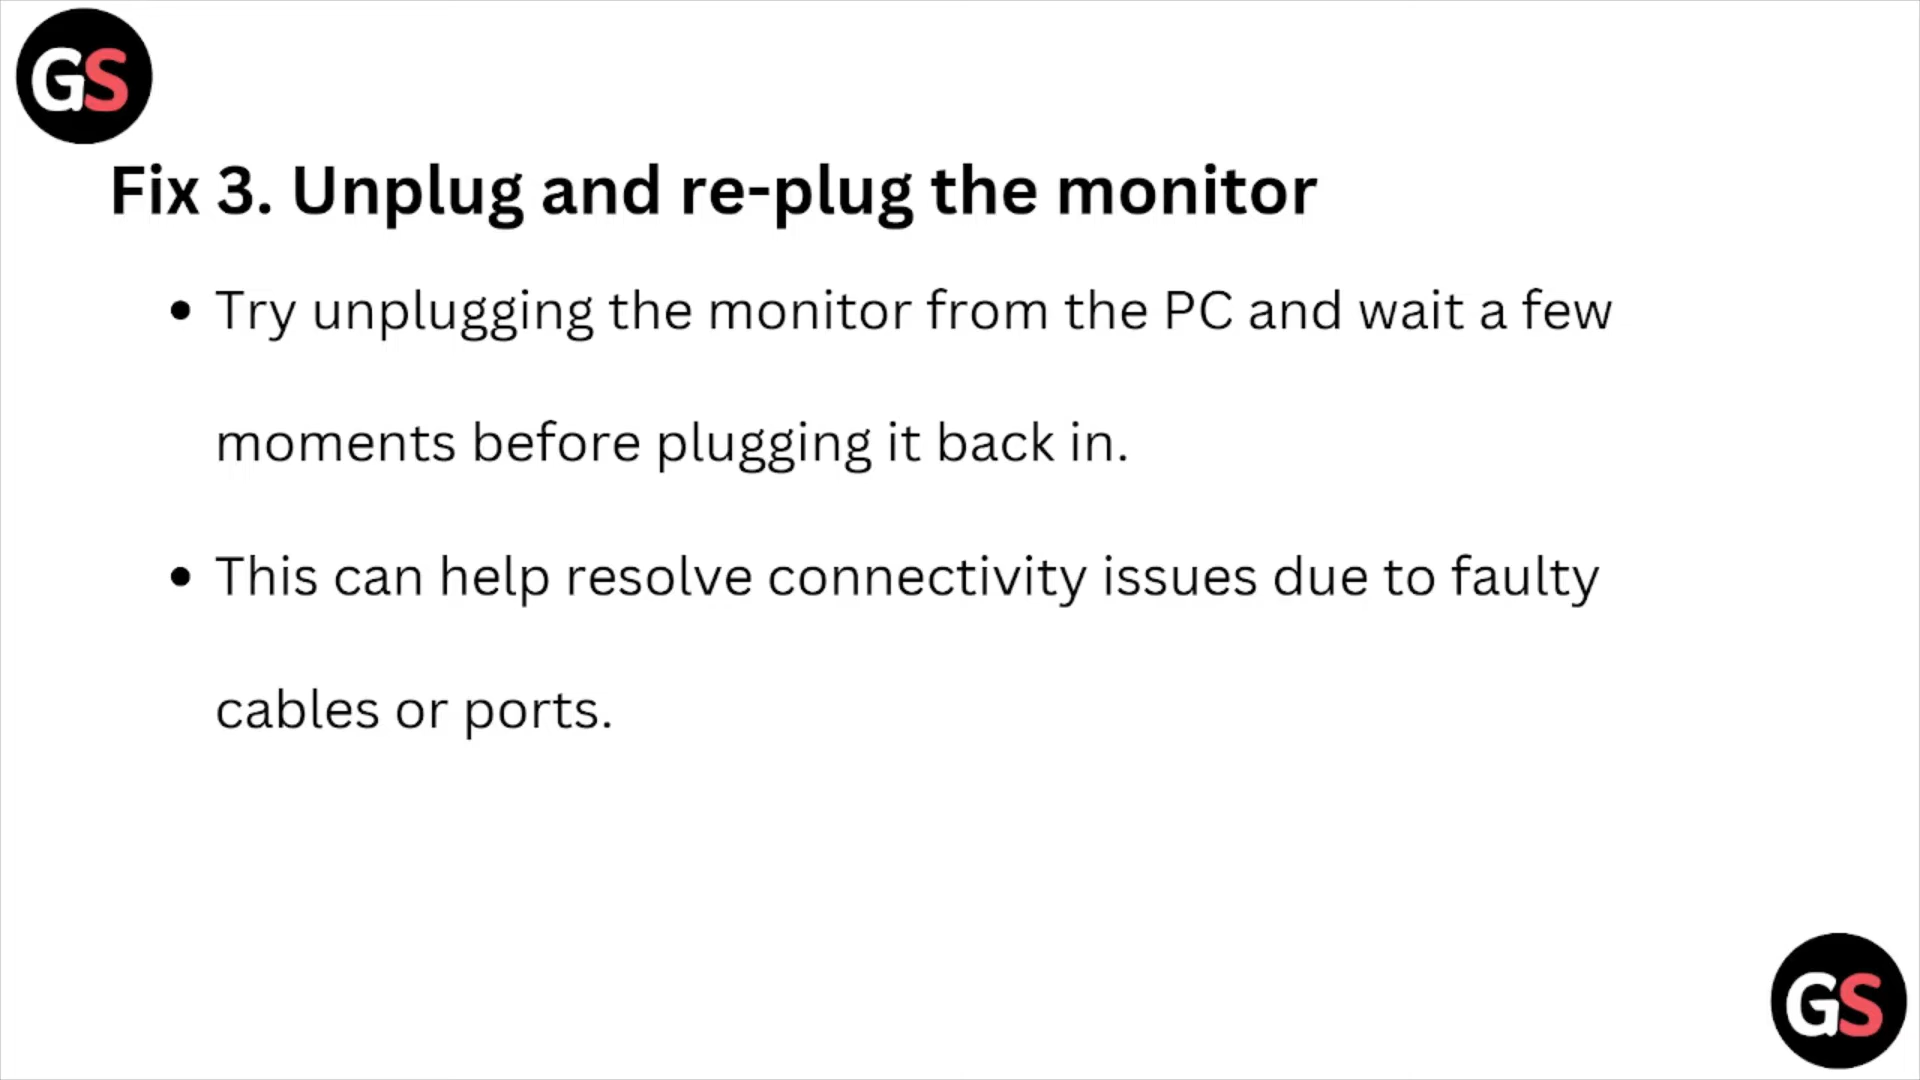 GS
Fix 3. Unplug and re-plug the monitor
• Try unplugging the monitor from the PC and wait a few
moments before plugging it back in.
• This can help resolve connectivity issues due to faulty
cables or ports.
GS